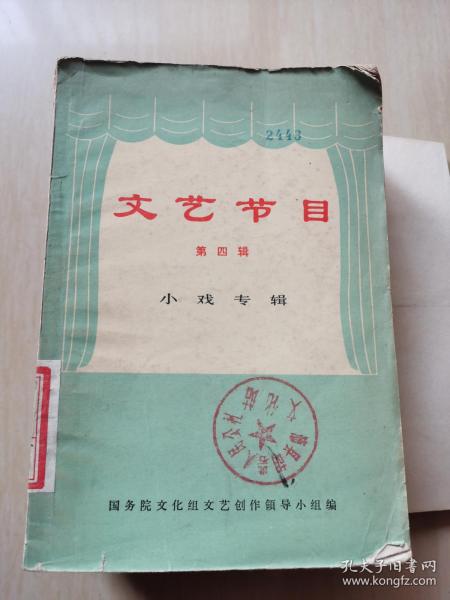 2443
文艺节目
第四辑
小戏专辑
国务院文化组文艺创作领导小组编
孔夫子旧书网
www.kongfz.com